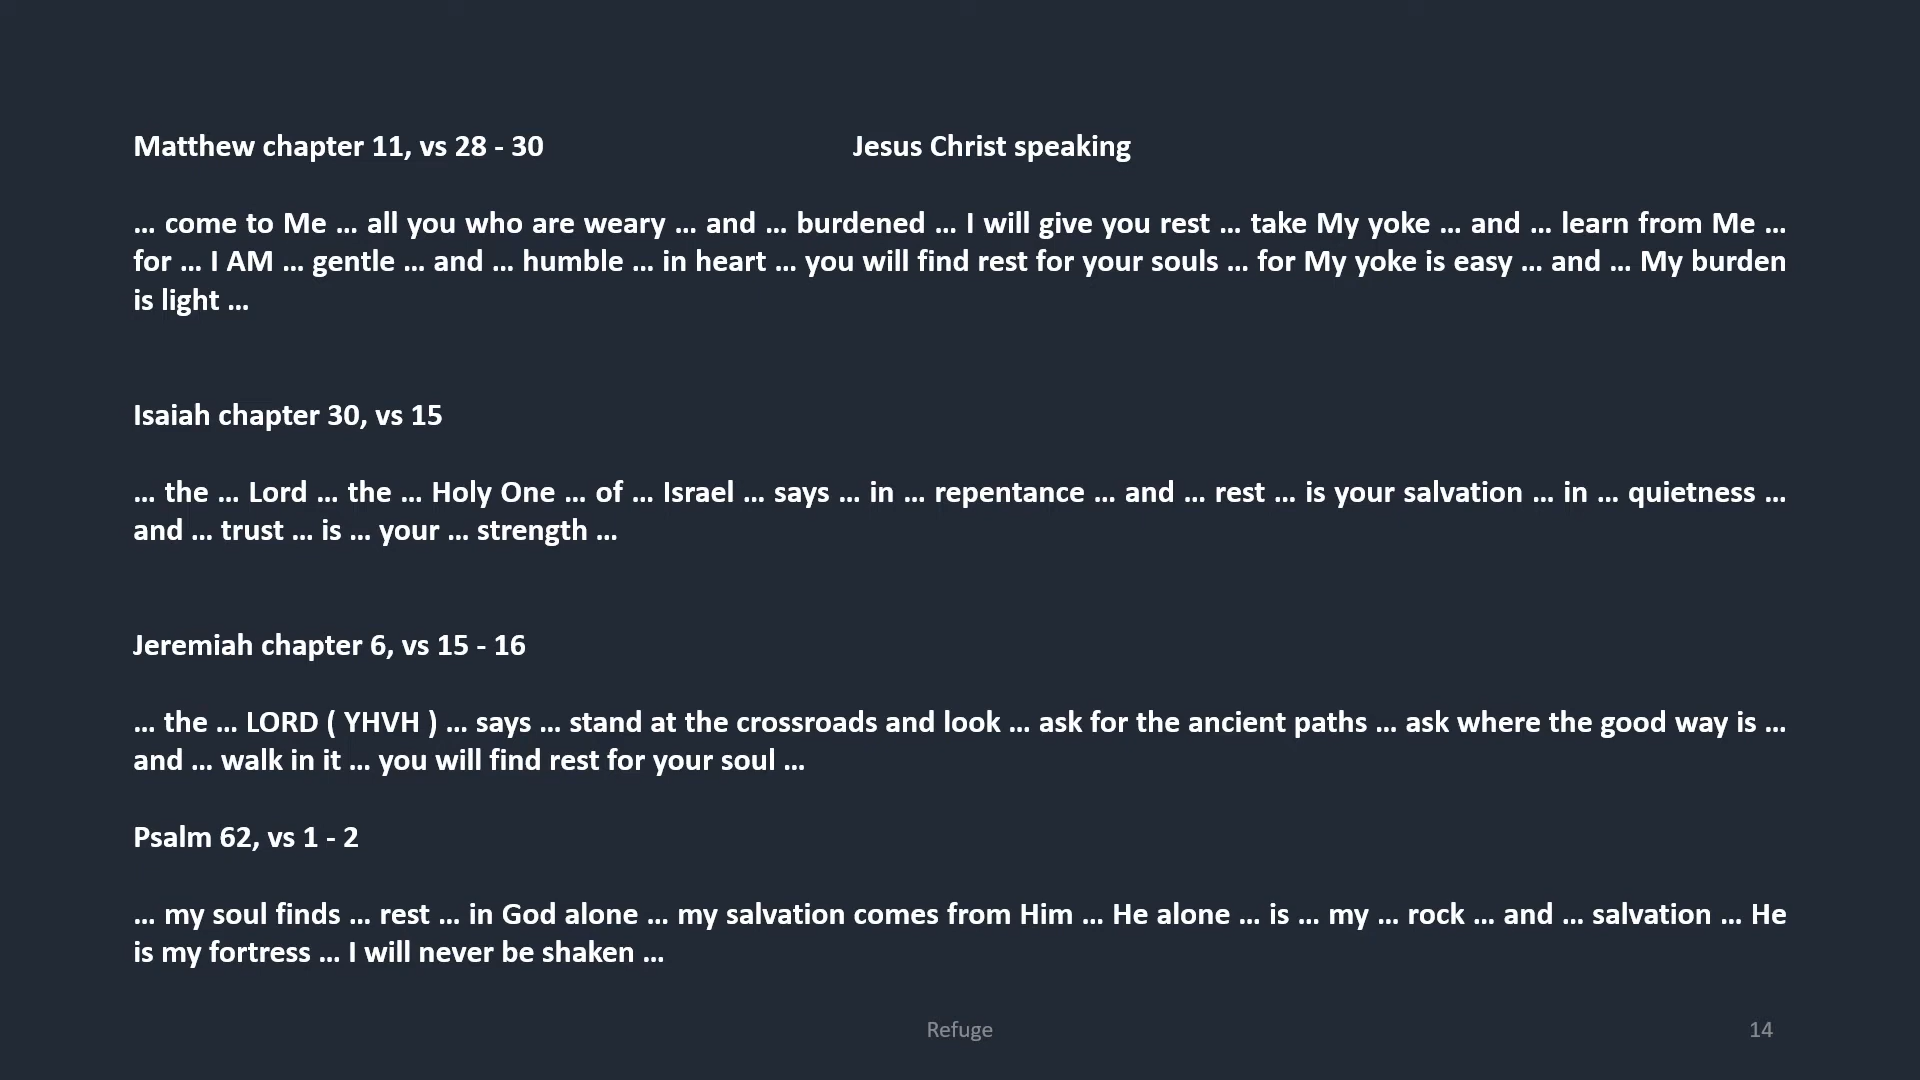 Matthew chapter 11, vs 28 - 30 Jesus Christ speaking
... come to Me ... all you who are weary ... and ... burdened ... I will give you rest ... take My yoke ... and ... learn from Me ...
for ... I AM ... gentle ... and ... humble ... in heart ... you will find rest for your souls ... for My yoke is easy ... and ... My burden
is light ...
Isaiah chapter 30, vs 15
... the ... Lord ... the ... Holy One ... of ... Israel ... says ... in ... repentance ... and ... rest ... is your salvation ... in ... quietness ...
and ... trust ... is ... your ... strength ...
Jeremiah chapter 6, vs 15 - 16
... the ... LORD ( YHVH ) ... says ... stand at the crossroads and look ... ask for the ancient paths ... ask where the good way is ...
and ... walk in it ... you will find rest for your soul ...
Psalm 62, vs 1 - 2
... my soul finds ... rest ... in God alone ... my salvation comes from Him ... He alone ... is ... my ... rock ... and ... salvation ... He
is my fortress ... I will never be shaken ...
Refuge 14